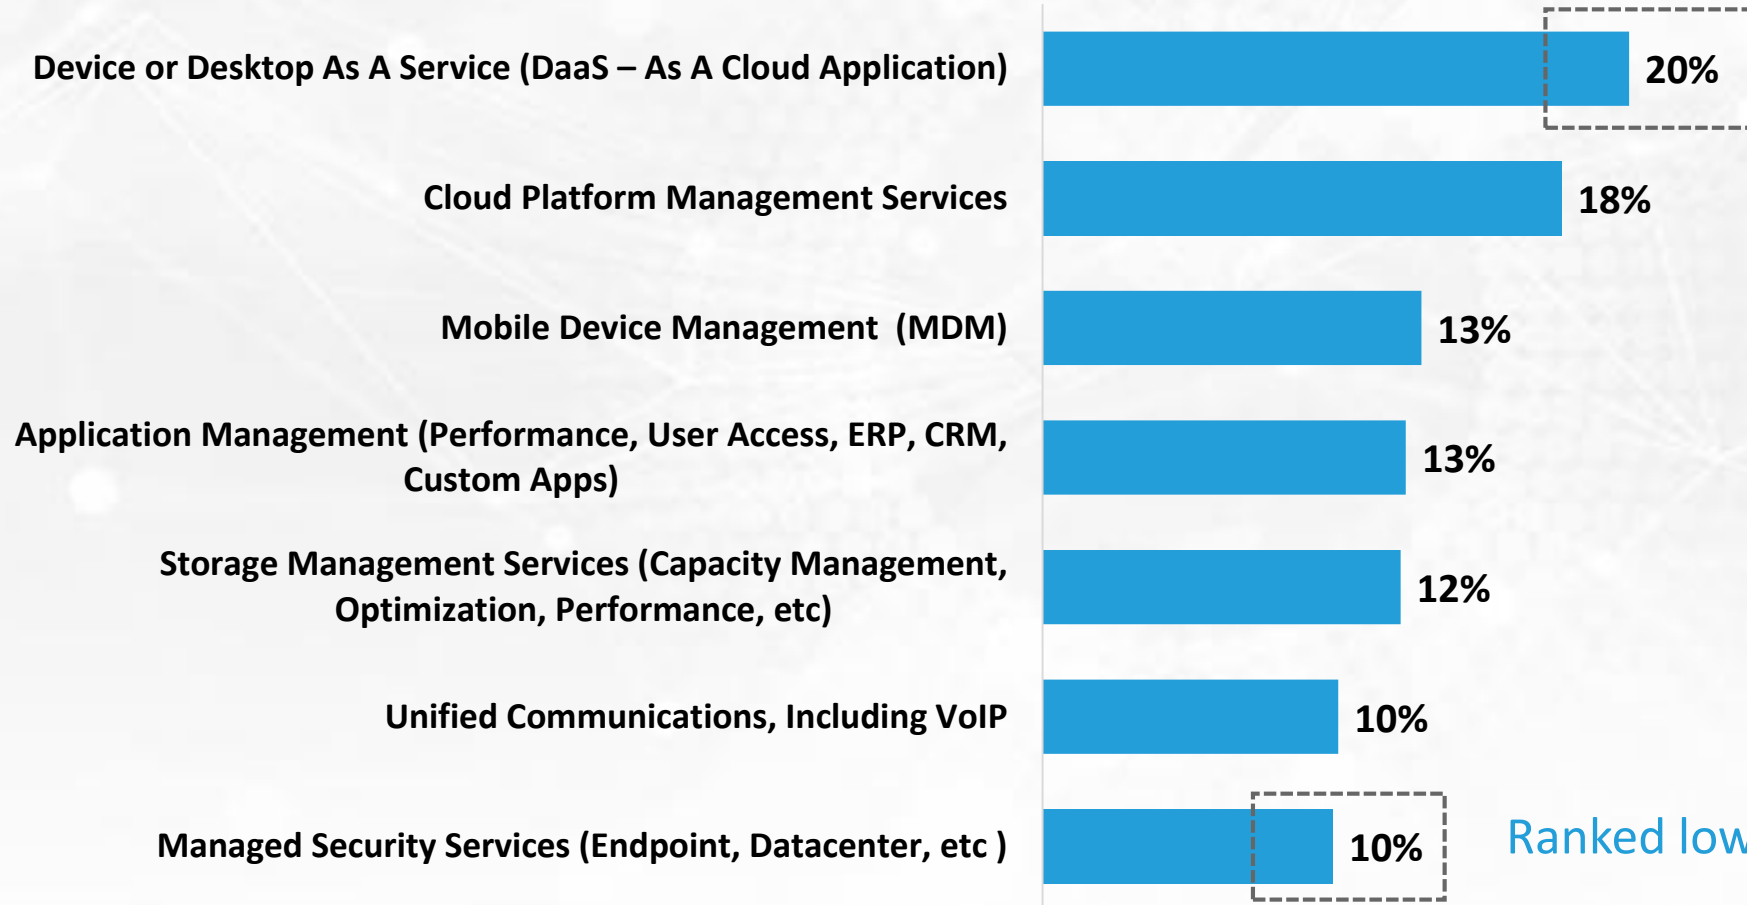 Device or Desktop As A Service (DaaS – As A Cloud Application)
20%
Cloud Platform Management Services
18%
Mobile Device Management  (MDM)
13%
Application Management (Performance, User Access, ERP, CRM,
Custom Apps)
13%
Storage Management Services (Capacity Management,
Optimization, Performance, etc)
12%
Unified Communications, Including VoIP
10%
Managed Security Services (Endpoint, Datacenter, etc )
10%
Ranked low